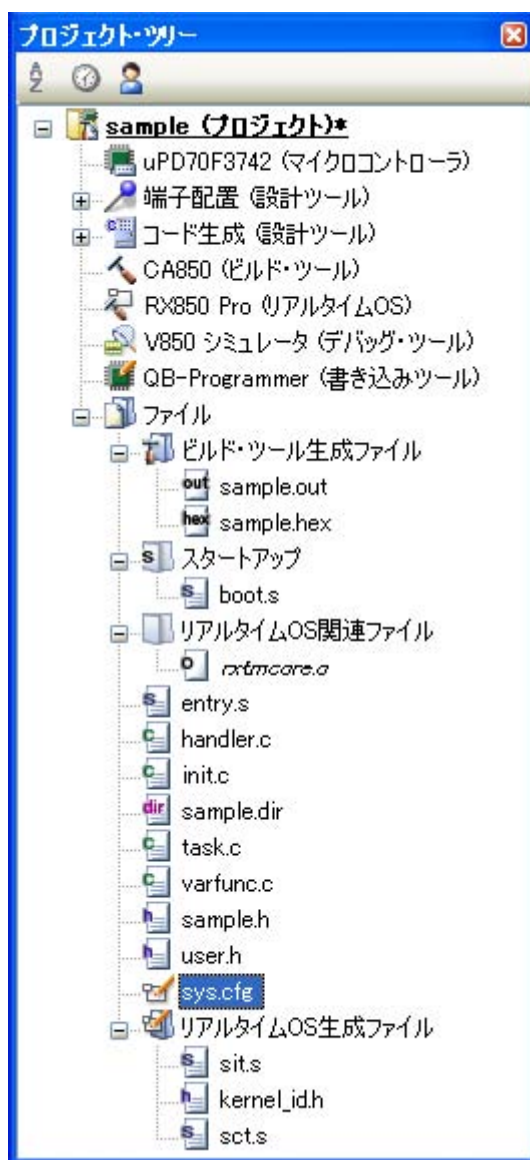 プロジェクト・ツリー
sample (プロジェクト)*
uPD70F3742 (マイクロコントローラ)
端子配置 (設計ツール)
コード生成 (設計ツール)
CA850 (ビルド・ツール)
RX850 Pro (リアルタイムOS)
V850 シミュレータ (デバッグ・ツール)
QB-Programmer (書き込みツール)
ファイル
ビルド・ツール生成ファイル
out sample.out
hex sample.hex
S スタートアップ
S boot.s
リアルタイムOS関連ファイル
O rxtmcore.o
S entry.s
C handler.c
C init.c
dir sample.dir
C task.c
C varfunc.c
h sample.h
h user.h
sys.cfg
リアルタイムOS生成ファイル
S sit.s
h kernel_id.h
S sct.s